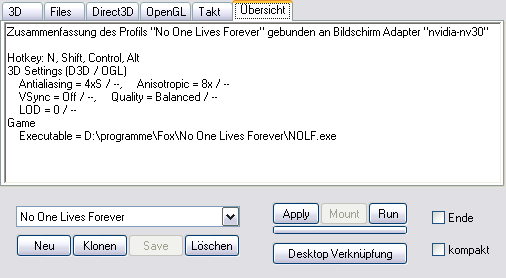 3D Files Direct3D OpenGL Takt Übersicht
Zusammenfassung des Profils "No One Lives Forever" gebunden an Bildschirm Adapter "nvidia-nv30"
Hotkey: N, Shift, Control, Alt
3D Settings (D3D / OGL)
Antialiasing = 4xS / --, Anisotropic = 8x / --
VSync = Off / --, Quality = Balanced / --
LOD = 0 / --
Game
Executable = D:\programme\Fox\No One Lives Forever\NOLF.exe
No One Lives Forever Apply Mount Run Ende
Neu Klonen Save Löschen Desktop Verknüpfung kompakt